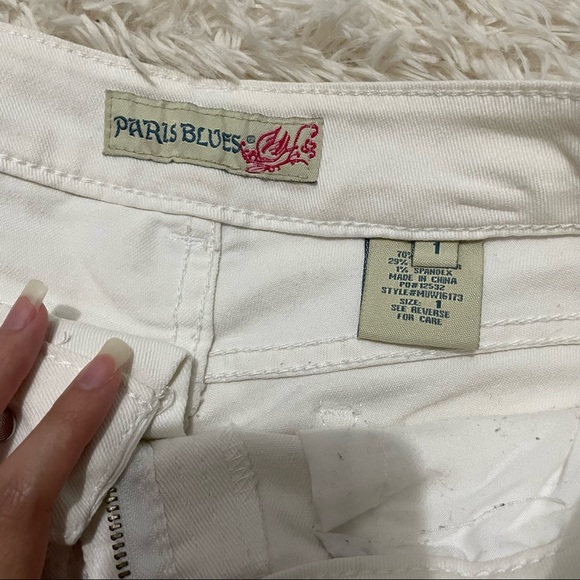 PARIS BLUES®
1
70%
29%
1% SPANDEX
MADE IN CHINA
PO#12532
STYLE#MUW16173
SIZE: 1
SEE REVERSE
FOR CARE